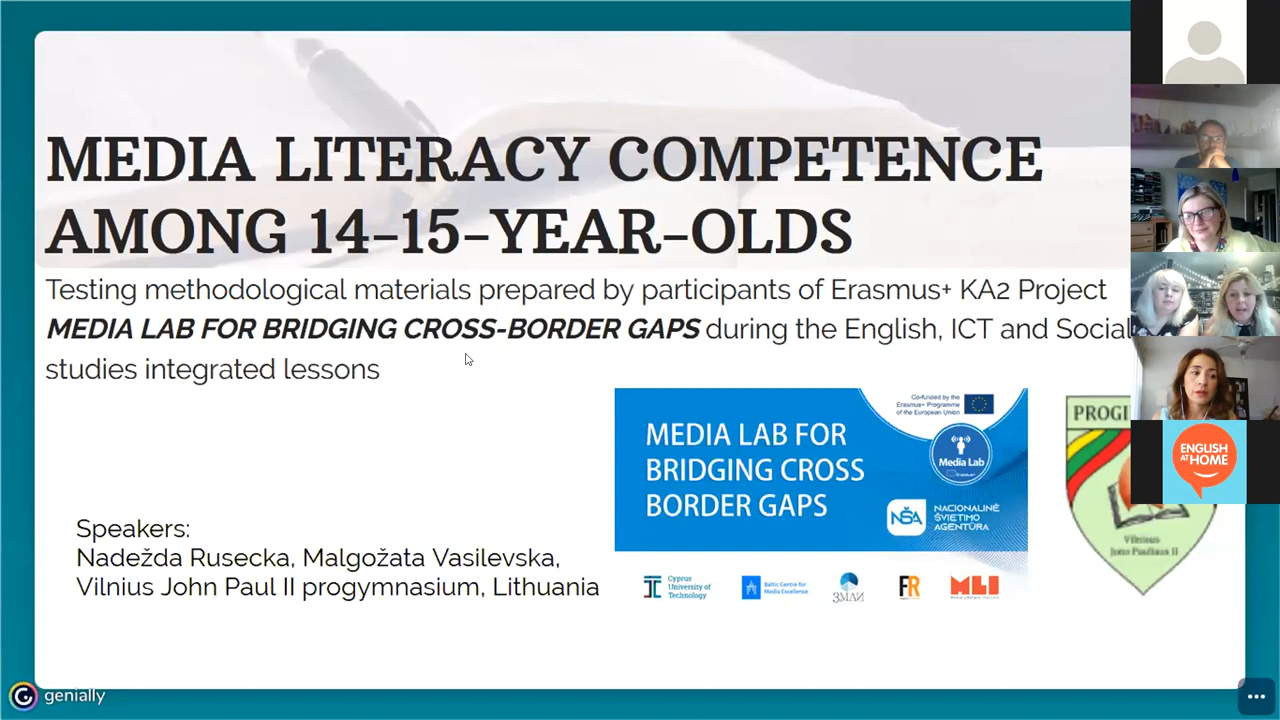 MEDIA LITERACY COMPETENCE
AMONG 14-15-YEAR-OLDS
Testing methodological materials prepared by participants of Erasmus+ KA2 Project
MEDIA LAB FOR BRIDGING CROSS-BORDER GAPS during the English, ICT and Social
studies integrated lessons
Co-funded by the
Erasmus+ Programme
of the European Union
MEDIA LAB FOR
BRIDGING CROSS
BORDER GAPS
Media Lab
NŠA
NACIONALINĖ
ŠVIETIMO
AGENTŪRA
Cyprus
University of
Technology
Baltic Centre for
Media Excellence
ЗМЛИ
FR
MLI
Speakers:
Nadežda Rusecka, Malgožata Vasilevska,
Vilnius John Paul II progymnasium, Lithuania
PROGI
Vilniaus
Jono Pauliaus II
ENGLISH
AT HOME
genially